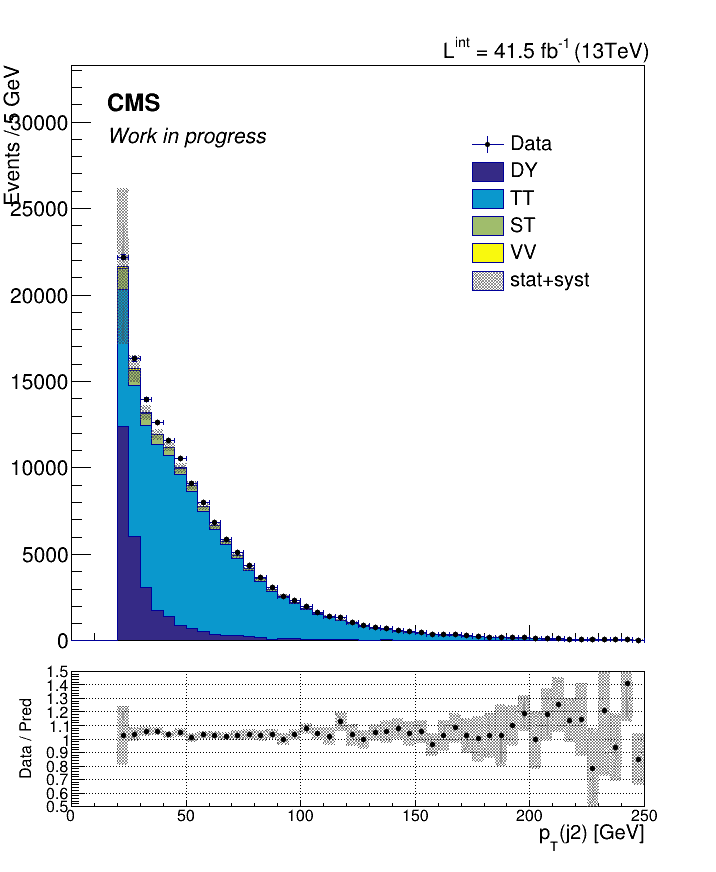 L^int = 41.5 fb^-1 (13TeV)
Events / 5 GeV
CMS
Work in progress
Data
DY
TT
ST
VV
stat+syst
30000
25000
20000
15000
10000
5000
0
Data / Pred
1.5
1.4
1.3
1.2
1.1
1
0.9
0.8
0.7
0.6
0.5
0 50 100 150 200 250
p_T(j2) [GeV]